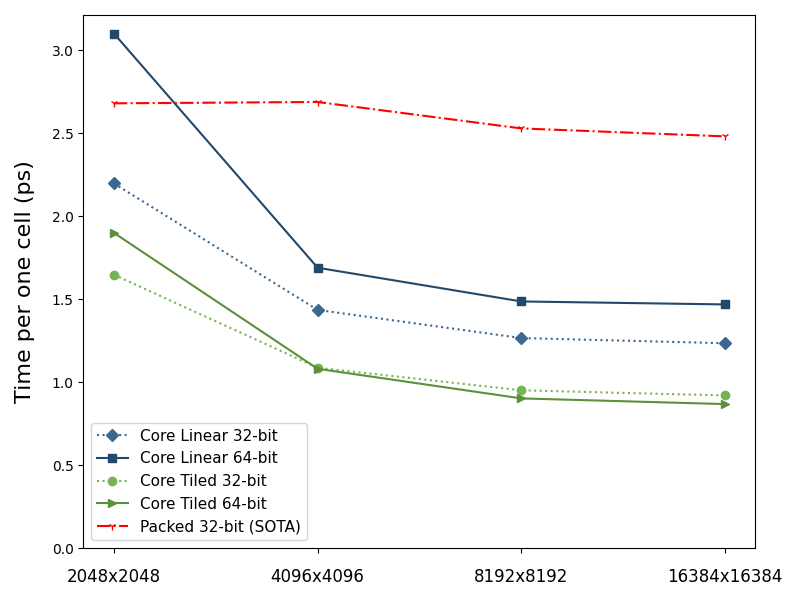 Time per one cell (ps)
3.0
2.5
2.0
1.5
1.0
0.5
0.0
Core Linear 32-bit
Core Linear 64-bit
Core Tiled 32-bit
Core Tiled 64-bit
Packed 32-bit (SOTA)
2048x2048 4096x4096 8192x8192 16384x16384